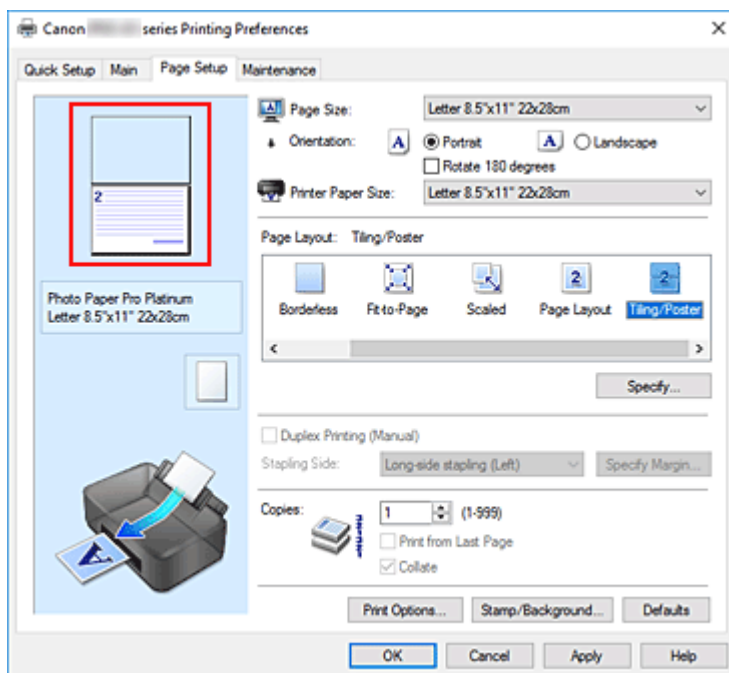 Canon series Printing Preferences
Quick Setup Main Page Setup Maintenance
2
Photo Paper Pro Platinum
Letter 8.5"x11" 22x28cm
A
Page Size: Letter 8.5"x11" 22x28cm
Orientation: A Portrait A Landscape
Rotate 180 degrees
Printer Paper Size: Letter 8.5"x11" 22x28cm
Page Layout: Tiling/Poster
2 2
Borderless Fit-to-Page Scaled Page Layout Tiling/Poster
Specify...
Duplex Printing (Manual)
Stapling Side: Long-side stapling (Left) Specify Margin...
Copies: 1 (1-999)
Print from Last Page
Collate
Print Options... Stamp/Background... Defaults
OK Cancel Apply Help